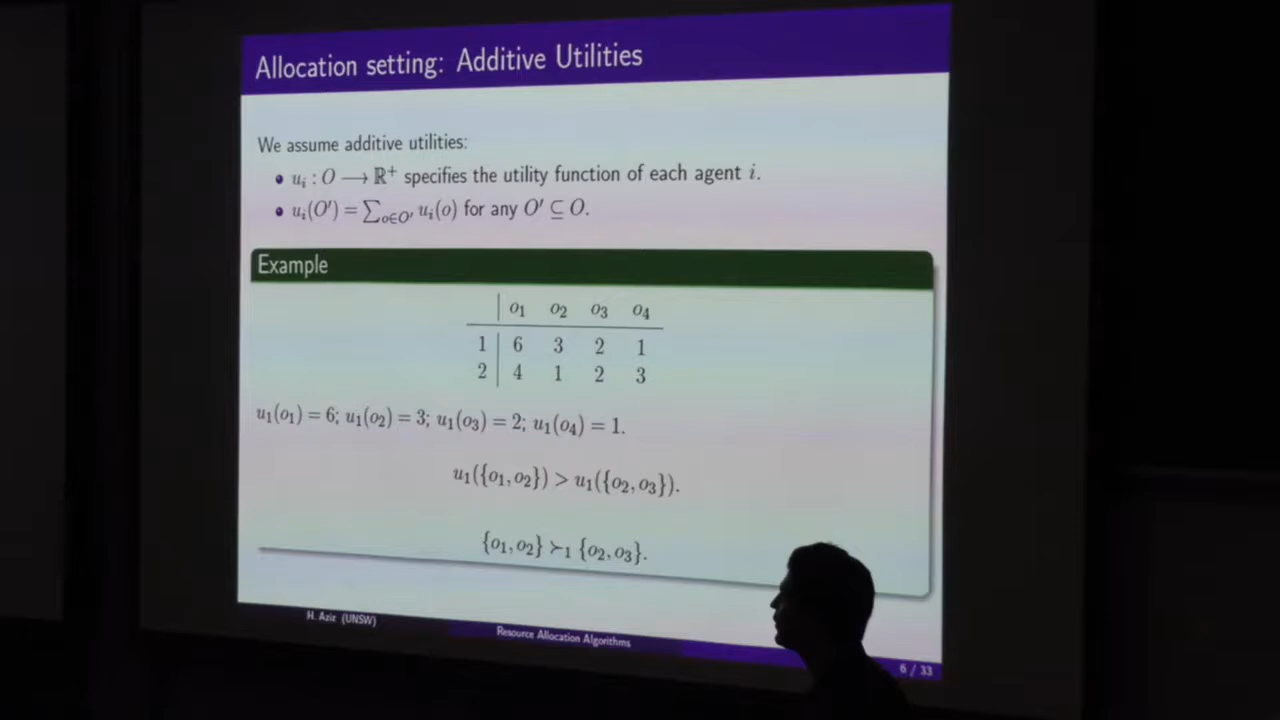 Allocation setting: Additive Utilities
We assume additive utilities:
• uᵢ : O ⟶ ℝ⁺ specifies the utility function of each agent i.
• uᵢ(O′) = ∑ₒ∈O′ uᵢ(o) for any O′ ⊆ O.
Example
o₁ o₂ o₃ o₄
1 6 3 2 1
2 4 1 2 3
u₁(o₁) = 6; u₁(o₂) = 3; u₁(o₃) = 2; u₁(o₄) = 1.
u₁({o₁, o₂}) > u₁({o₂, o₃}).
{o₁, o₂} ≻₁ {o₂, o₃}.
H. Aziz (UNSW)
Resource Allocation Algorithms
6 / 33